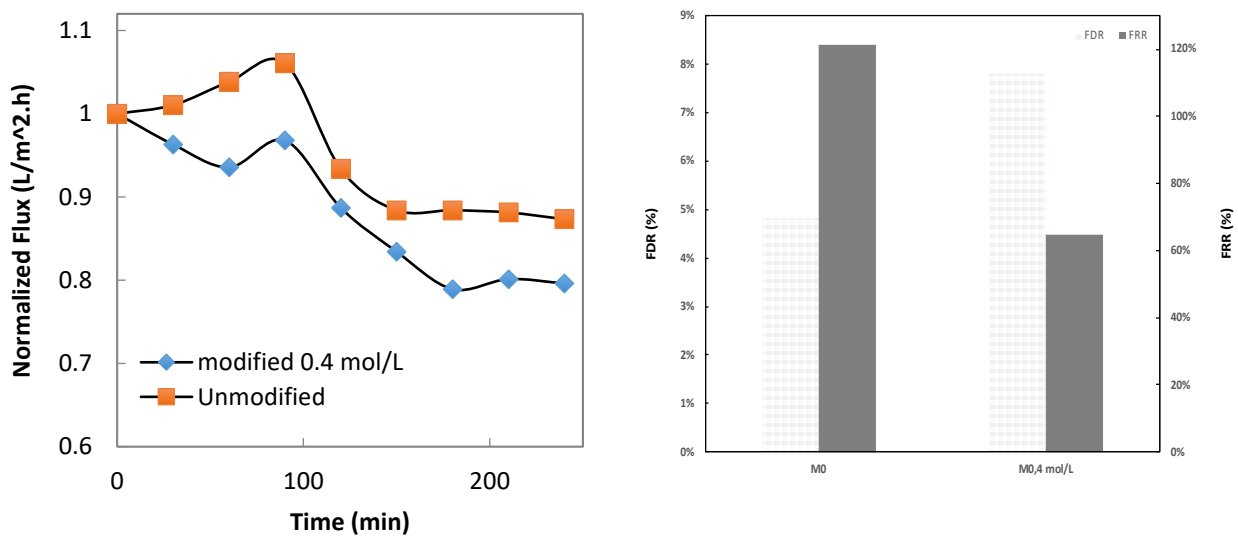 Normalized Flux (L/m^2.h)
1.1
1
0.9
0.8
0.7
0.6
modified 0.4 mol/L
Unmodified
0
100
200
Time (min)
FDR
FRR
FDR (%)
9%
8%
7%
6%
5%
4%
3%
2%
1%
0%
M0
M0,4 mol/L
120%
100%
80%
60%
40%
20%
0%
FRR (%)